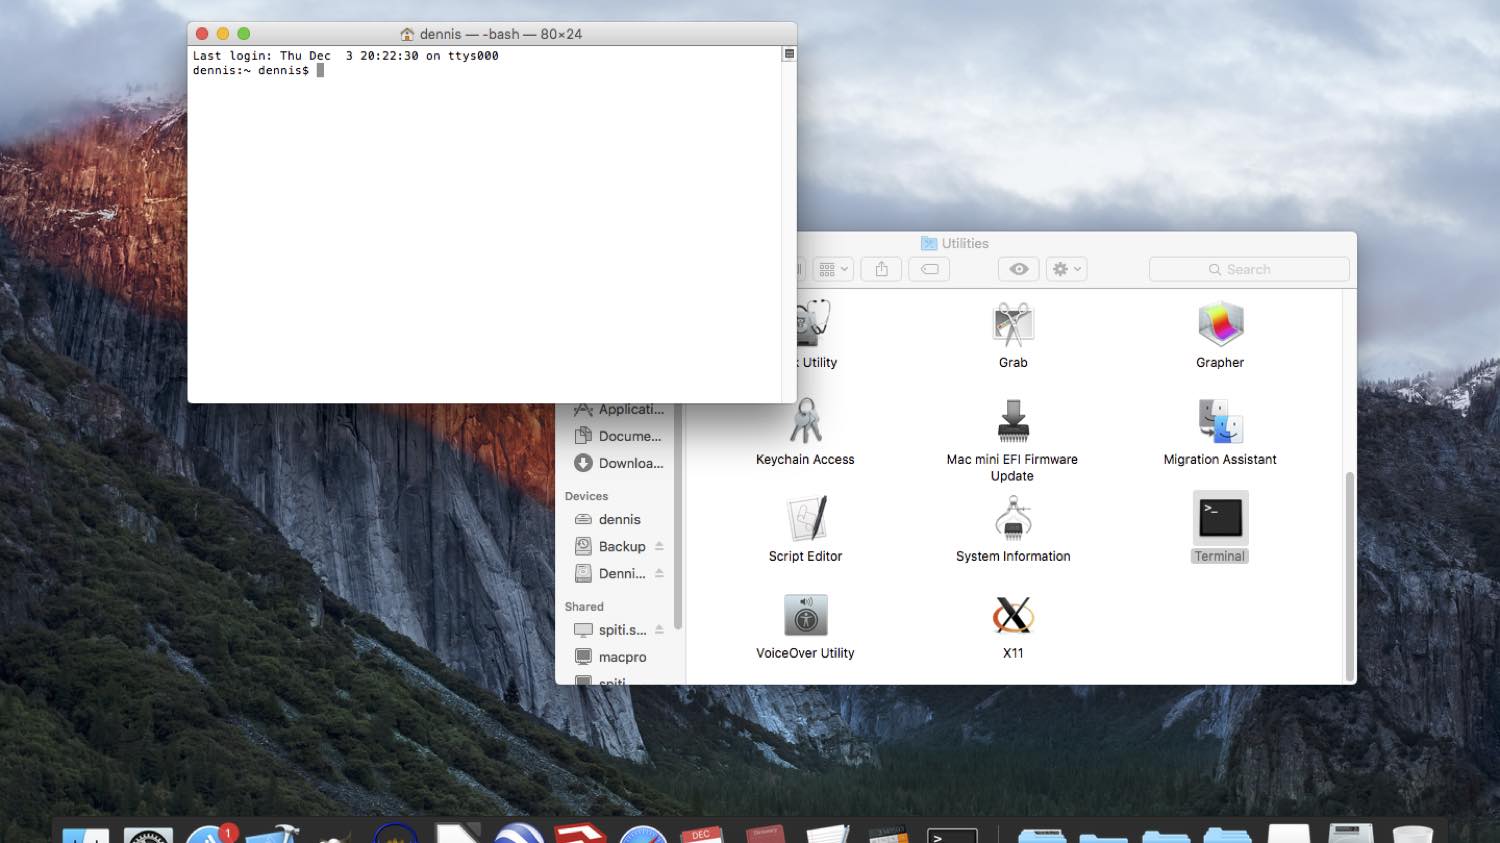 dennis — -bash — 80×24
Last login: Thu Dec  3 20:22:30 on ttys000
dennis:~ dennis$
Utilities
Search
Utility
Grab
Grapher
Applicati...
Docume...
Downloa...
Keychain Access
Mac mini EFI Firmware
Update
Migration Assistant
Devices
dennis
Backup
Denni...
Script Editor
System Information
>_
Terminal
Shared
spiti.s...
macpro
spiti
VoiceOver Utility
X11
1
DEC
Dictionary
>